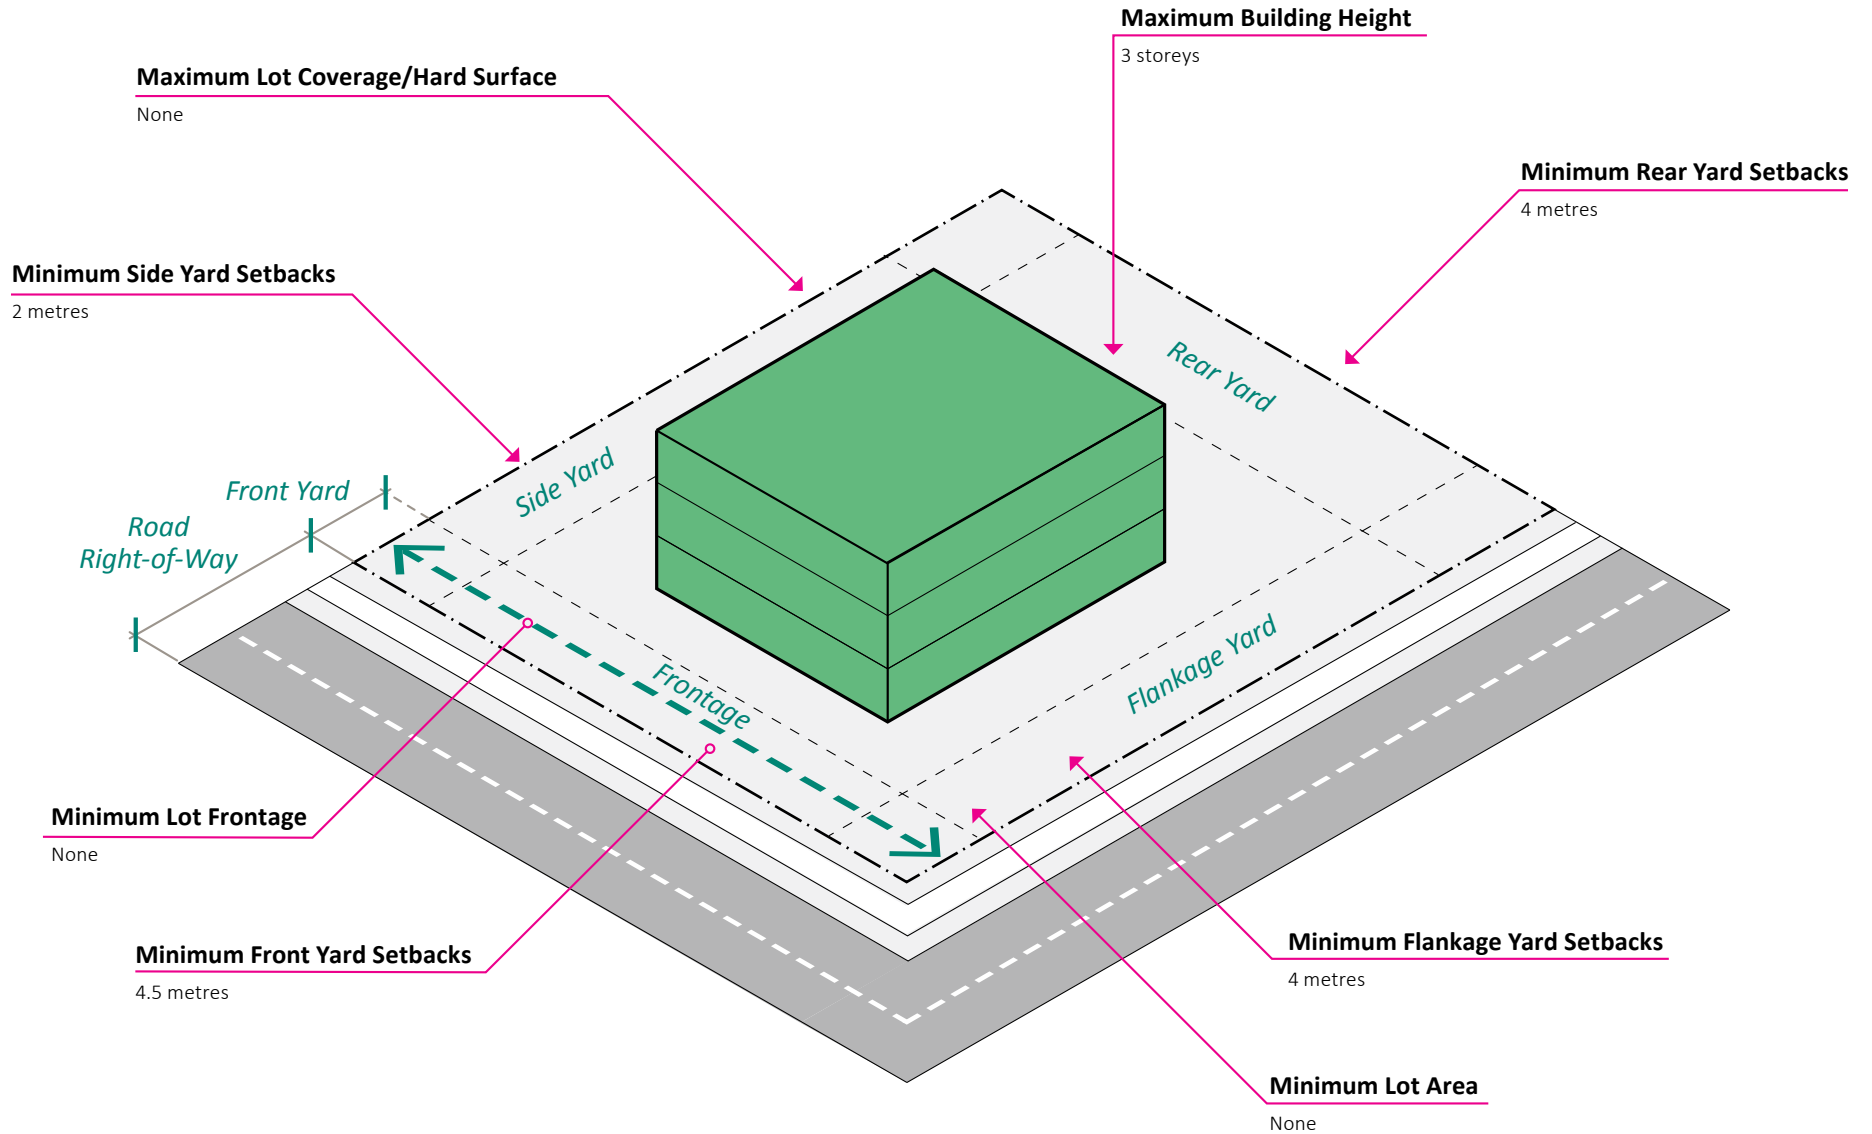 Maximum Building Height
3 storeys
Maximum Lot Coverage/Hard Surface
None
Minimum Rear Yard Setbacks
4 metres
Minimum Side Yard Setbacks
2 metres
Rear Yard
Side Yard
Front Yard
Road
Right-of-Way
Flankage Yard
Frontage
Minimum Lot Frontage
None
Minimum Front Yard Setbacks
4.5 metres
Minimum Flankage Yard Setbacks
4 metres
Minimum Lot Area
None